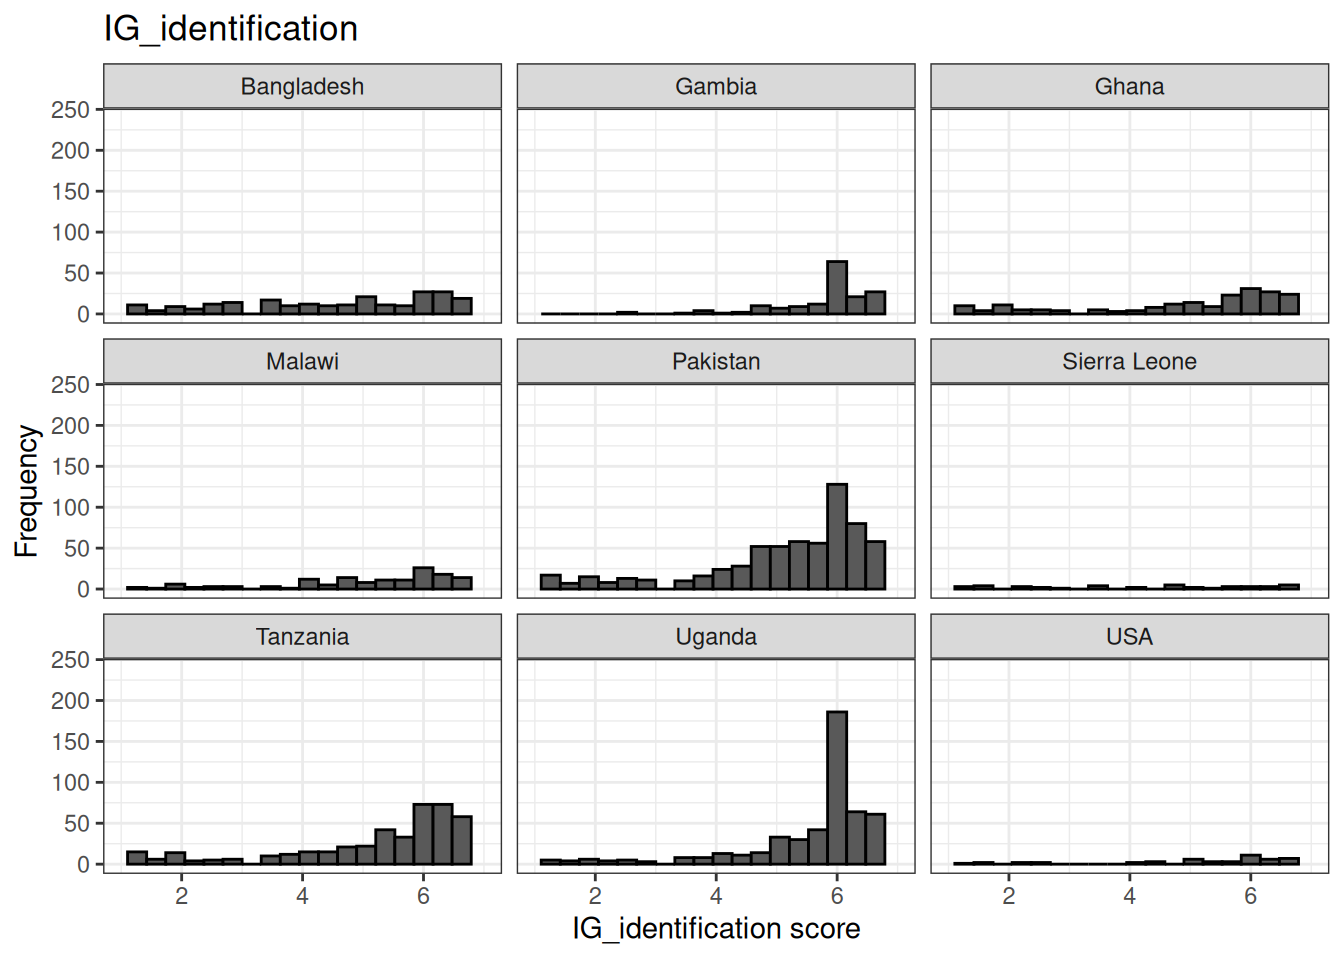 IG_identification
Bangladesh
Gambia
Ghana
250
200
150
100
50
0
Malawi
Pakistan
Sierra Leone
250
200
150
100
50
0
Frequency
Tanzania
Uganda
USA
250
200
150
100
50
0
2 4 6
2 4 6
2 4 6
IG_identification score